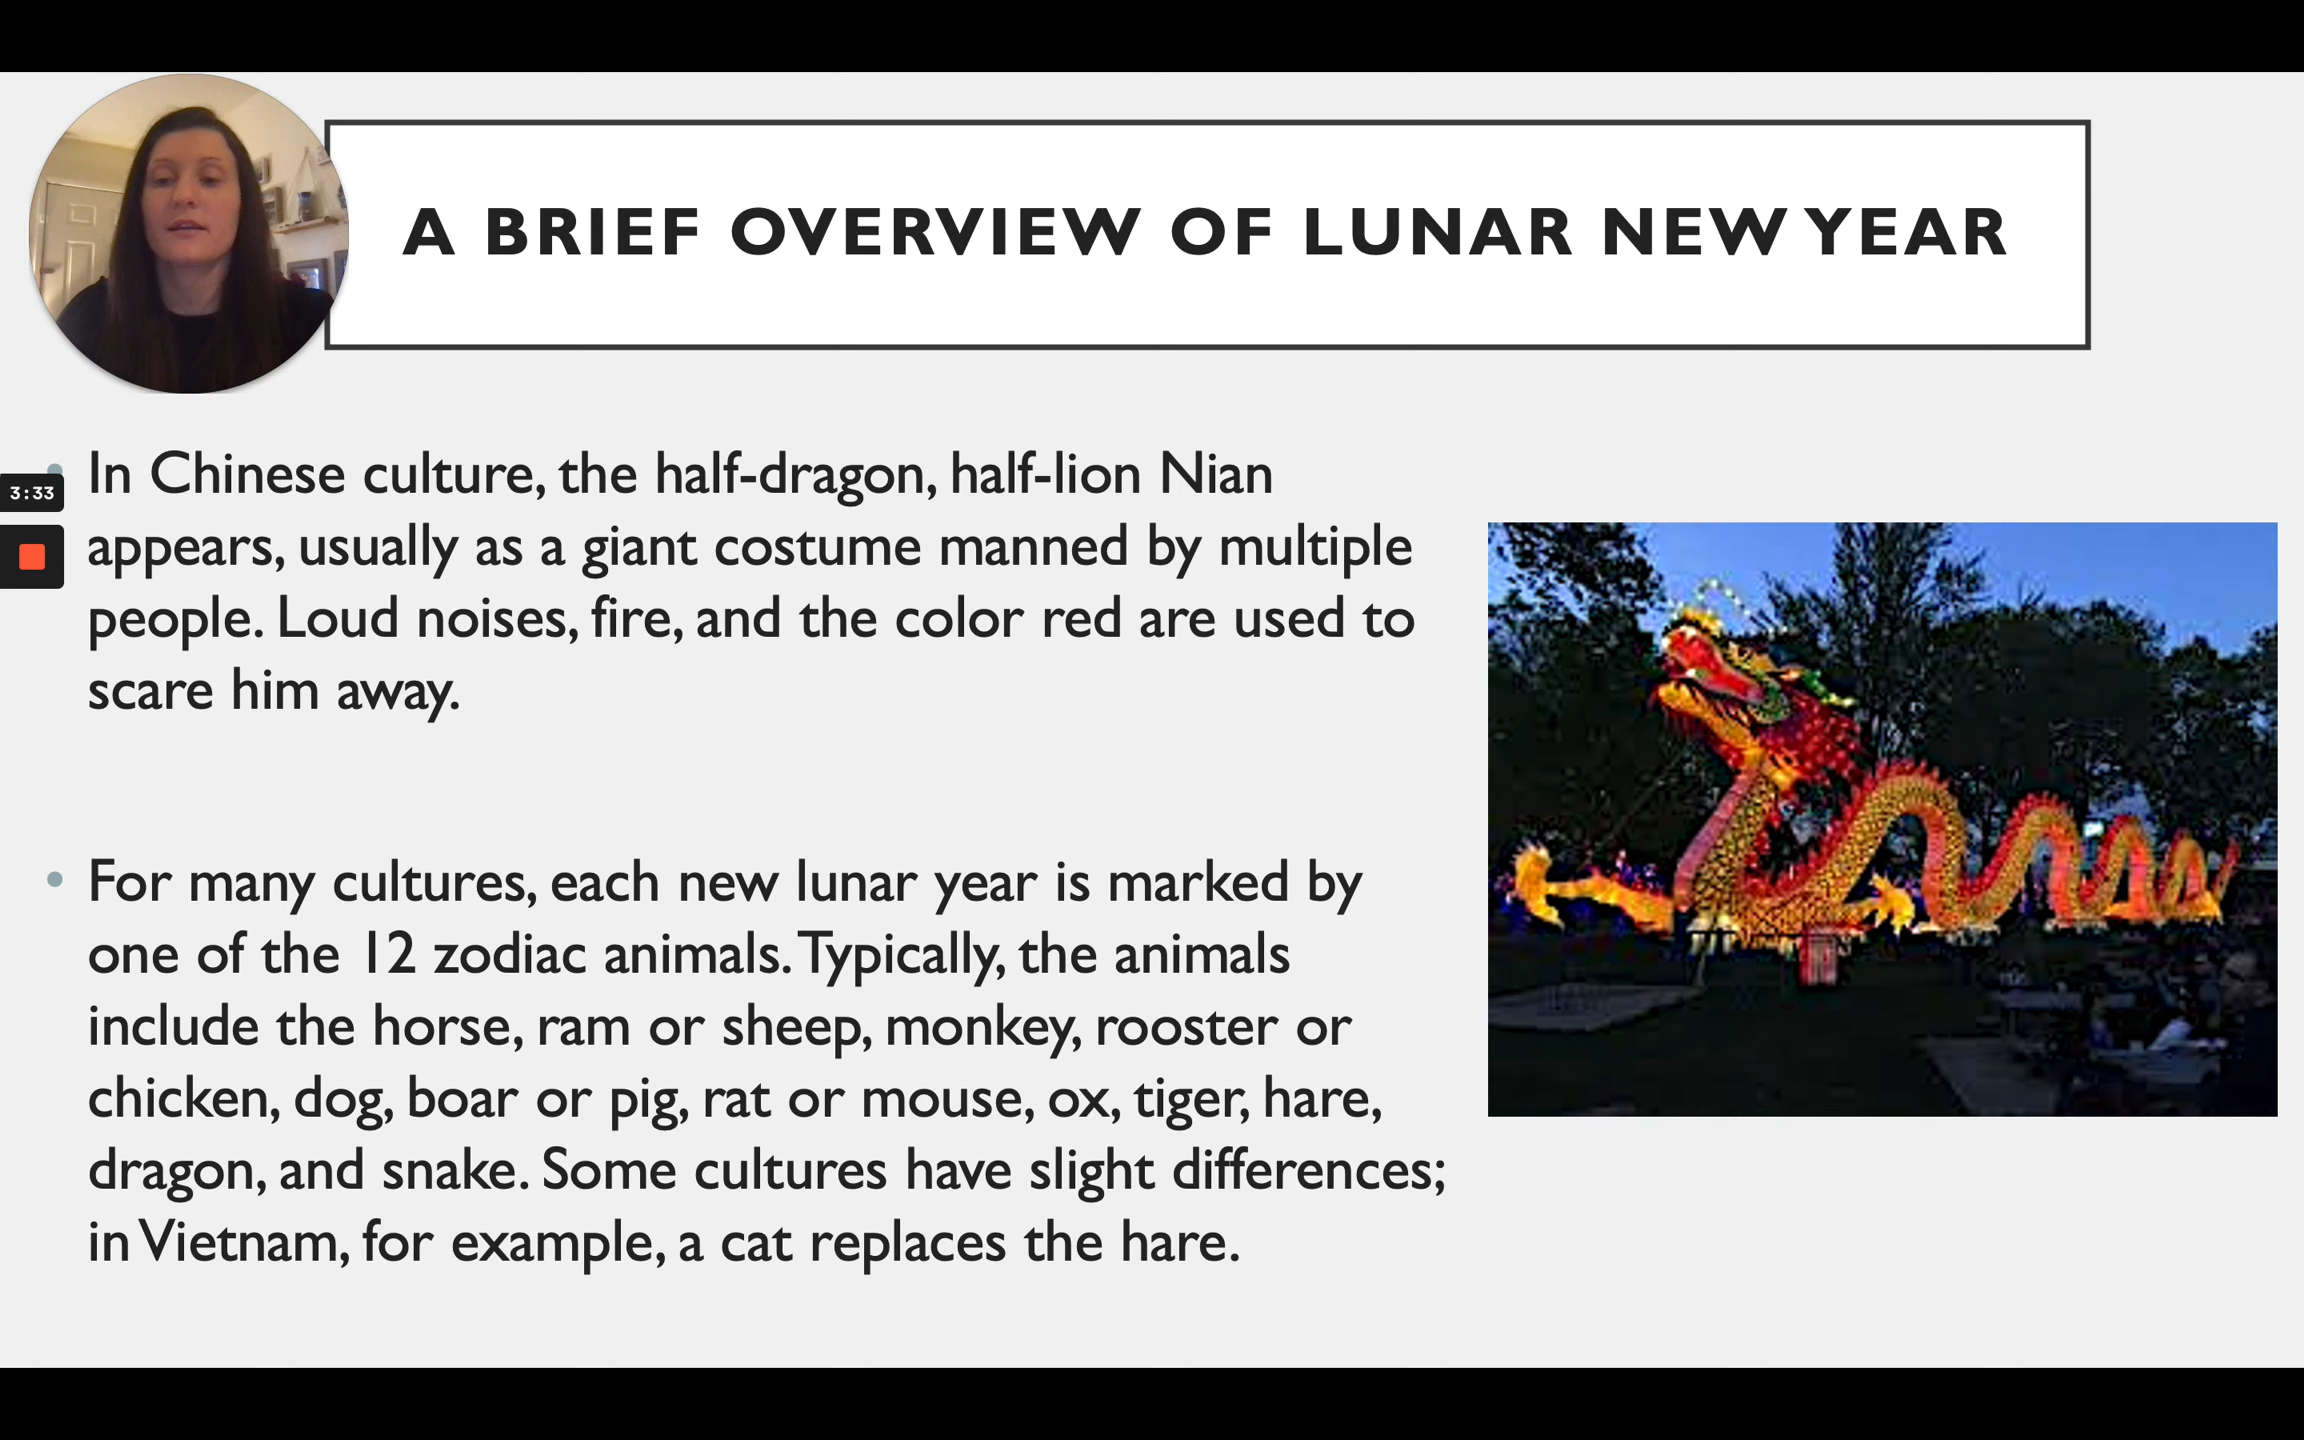 A BRIEF OVERVIEW OF LUNAR NEW YEAR
In Chinese culture, the half-dragon, half-lion Nian
appears, usually as a giant costume manned by multiple
people. Loud noises, fire, and the color red are used to
scare him away.
3:33
For many cultures, each new lunar year is marked by
one of the 12 zodiac animals. Typically, the animals
include the horse, ram or sheep, monkey, rooster or
chicken, dog, boar or pig, rat or mouse, ox, tiger, hare,
dragon, and snake. Some cultures have slight differences;
in Vietnam, for example, a cat replaces the hare.